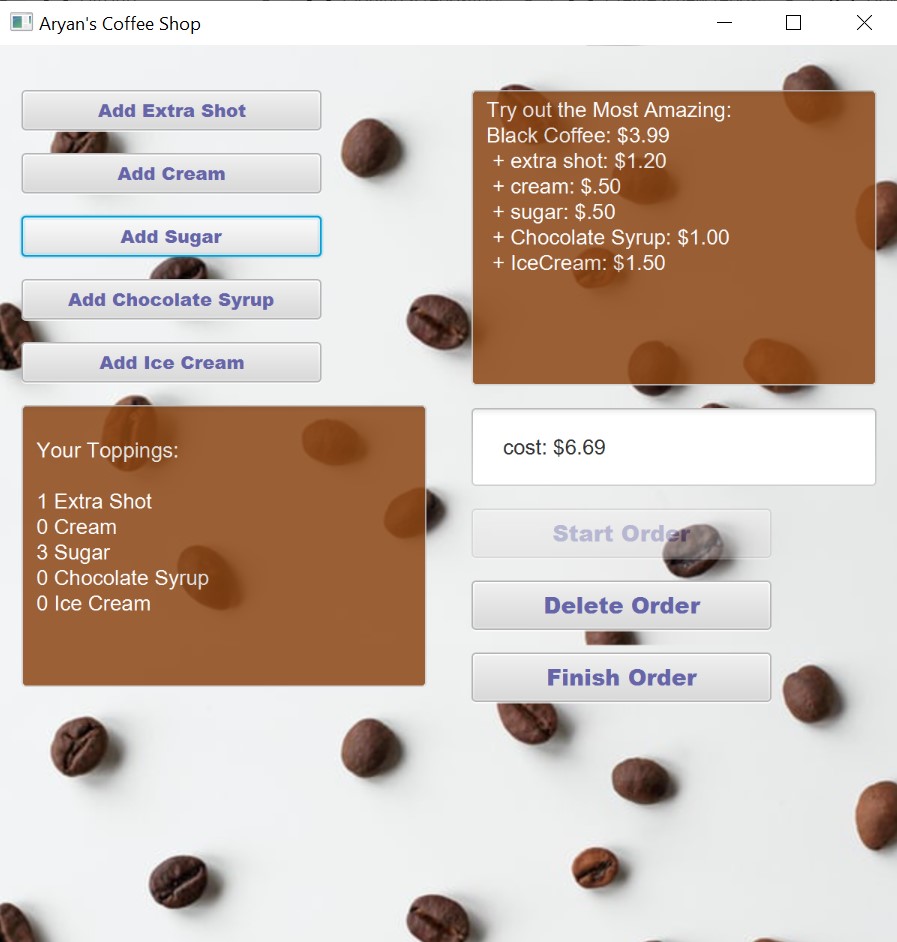 Aryan's Coffee Shop
Add Extra Shot
Add Cream
Add Sugar
Add Chocolate Syrup
Add Ice Cream
Try out the Most Amazing:
Black Coffee: $3.99
+ extra shot: $1.20
+ cream: $.50
+ sugar: $.50
+ Chocolate Syrup: $1.00
+ IceCream: $1.50
Your Toppings:
1 Extra Shot
0 Cream
3 Sugar
0 Chocolate Syrup
0 Ice Cream
cost: $6.69
Start Order
Delete Order
Finish Order